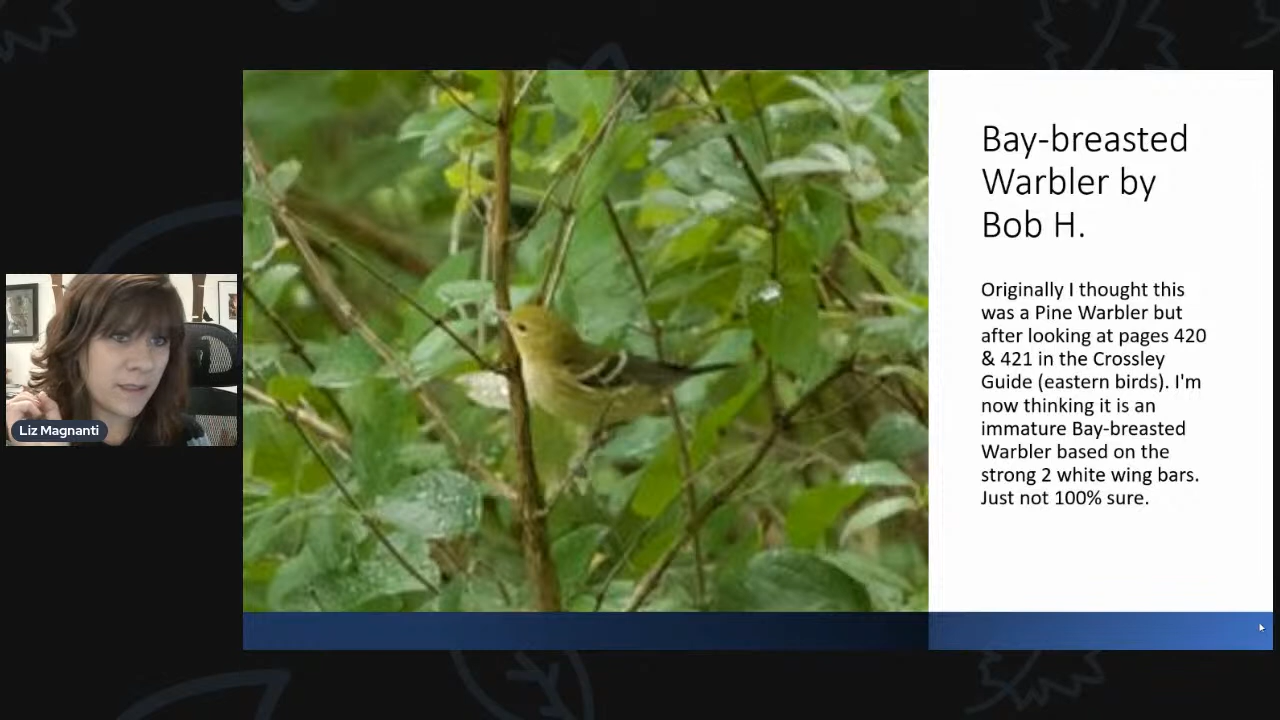 Bay-breasted
Warbler by
Bob H.
Originally I thought this
was a Pine Warbler but
after looking at pages 420
& 421 in the Crossley
Guide (eastern birds). I'm
now thinking it is an
immature Bay-breasted
Warbler based on the
strong 2 white wing bars.
Just not 100% sure.
Liz Magnanti